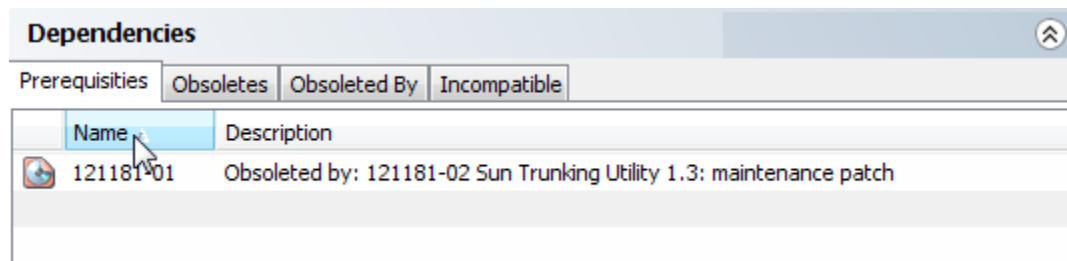 Dependencies
Prerequisities Obsoletes Obsoleted By Incompatible
Name Description
121181-01 Obsoleted by: 121181-02 Sun Trunking Utility 1.3: maintenance patch